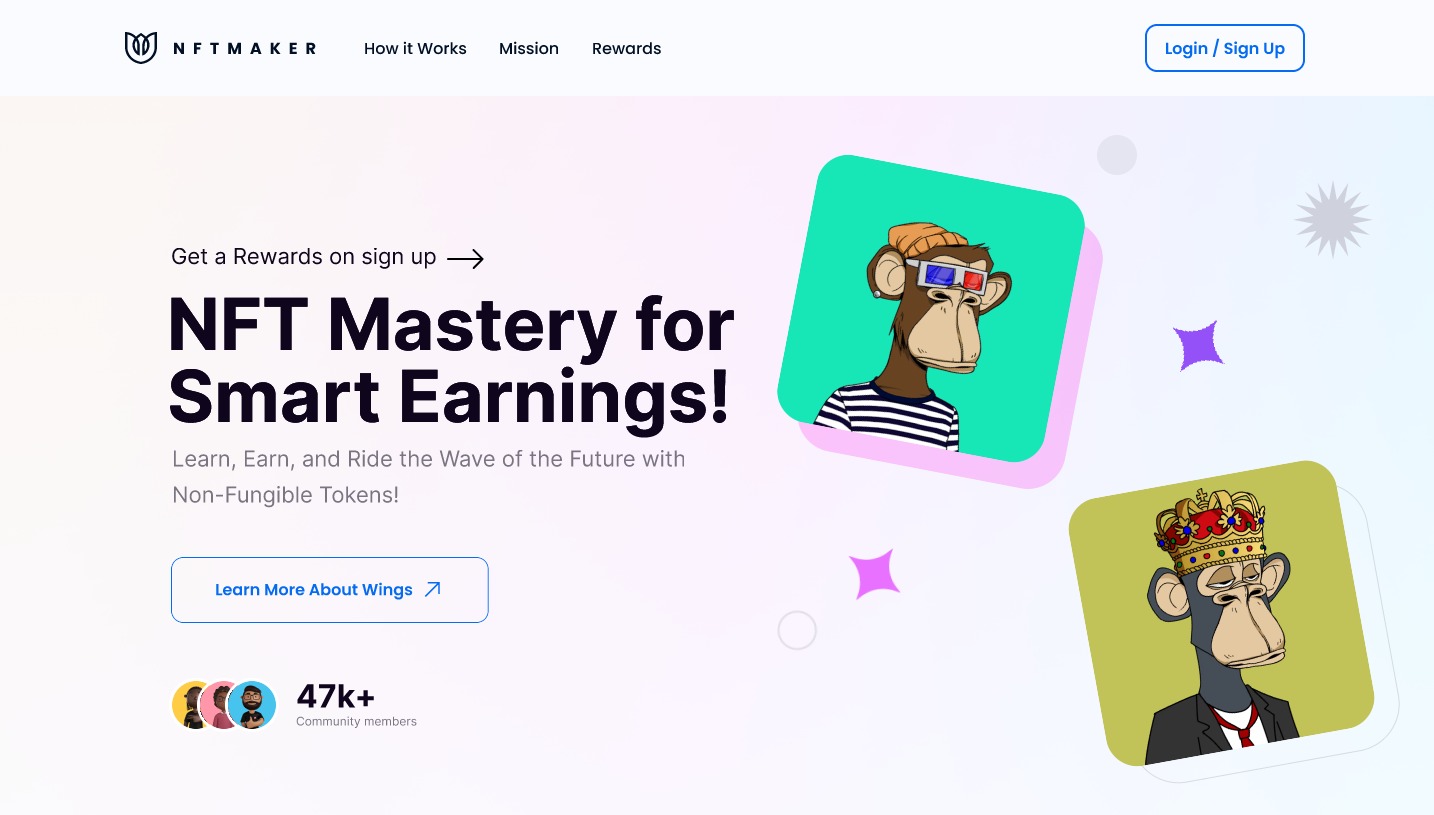 NFTMAKER
How it Works
Mission
Rewards
Login / Sign Up
Get a Rewards on sign up
NFT Mastery for
Smart Earnings!
Learn, Earn, and Ride the Wave of the Future with
Non-Fungible Tokens!
Learn More About Wings
47k+
Community members